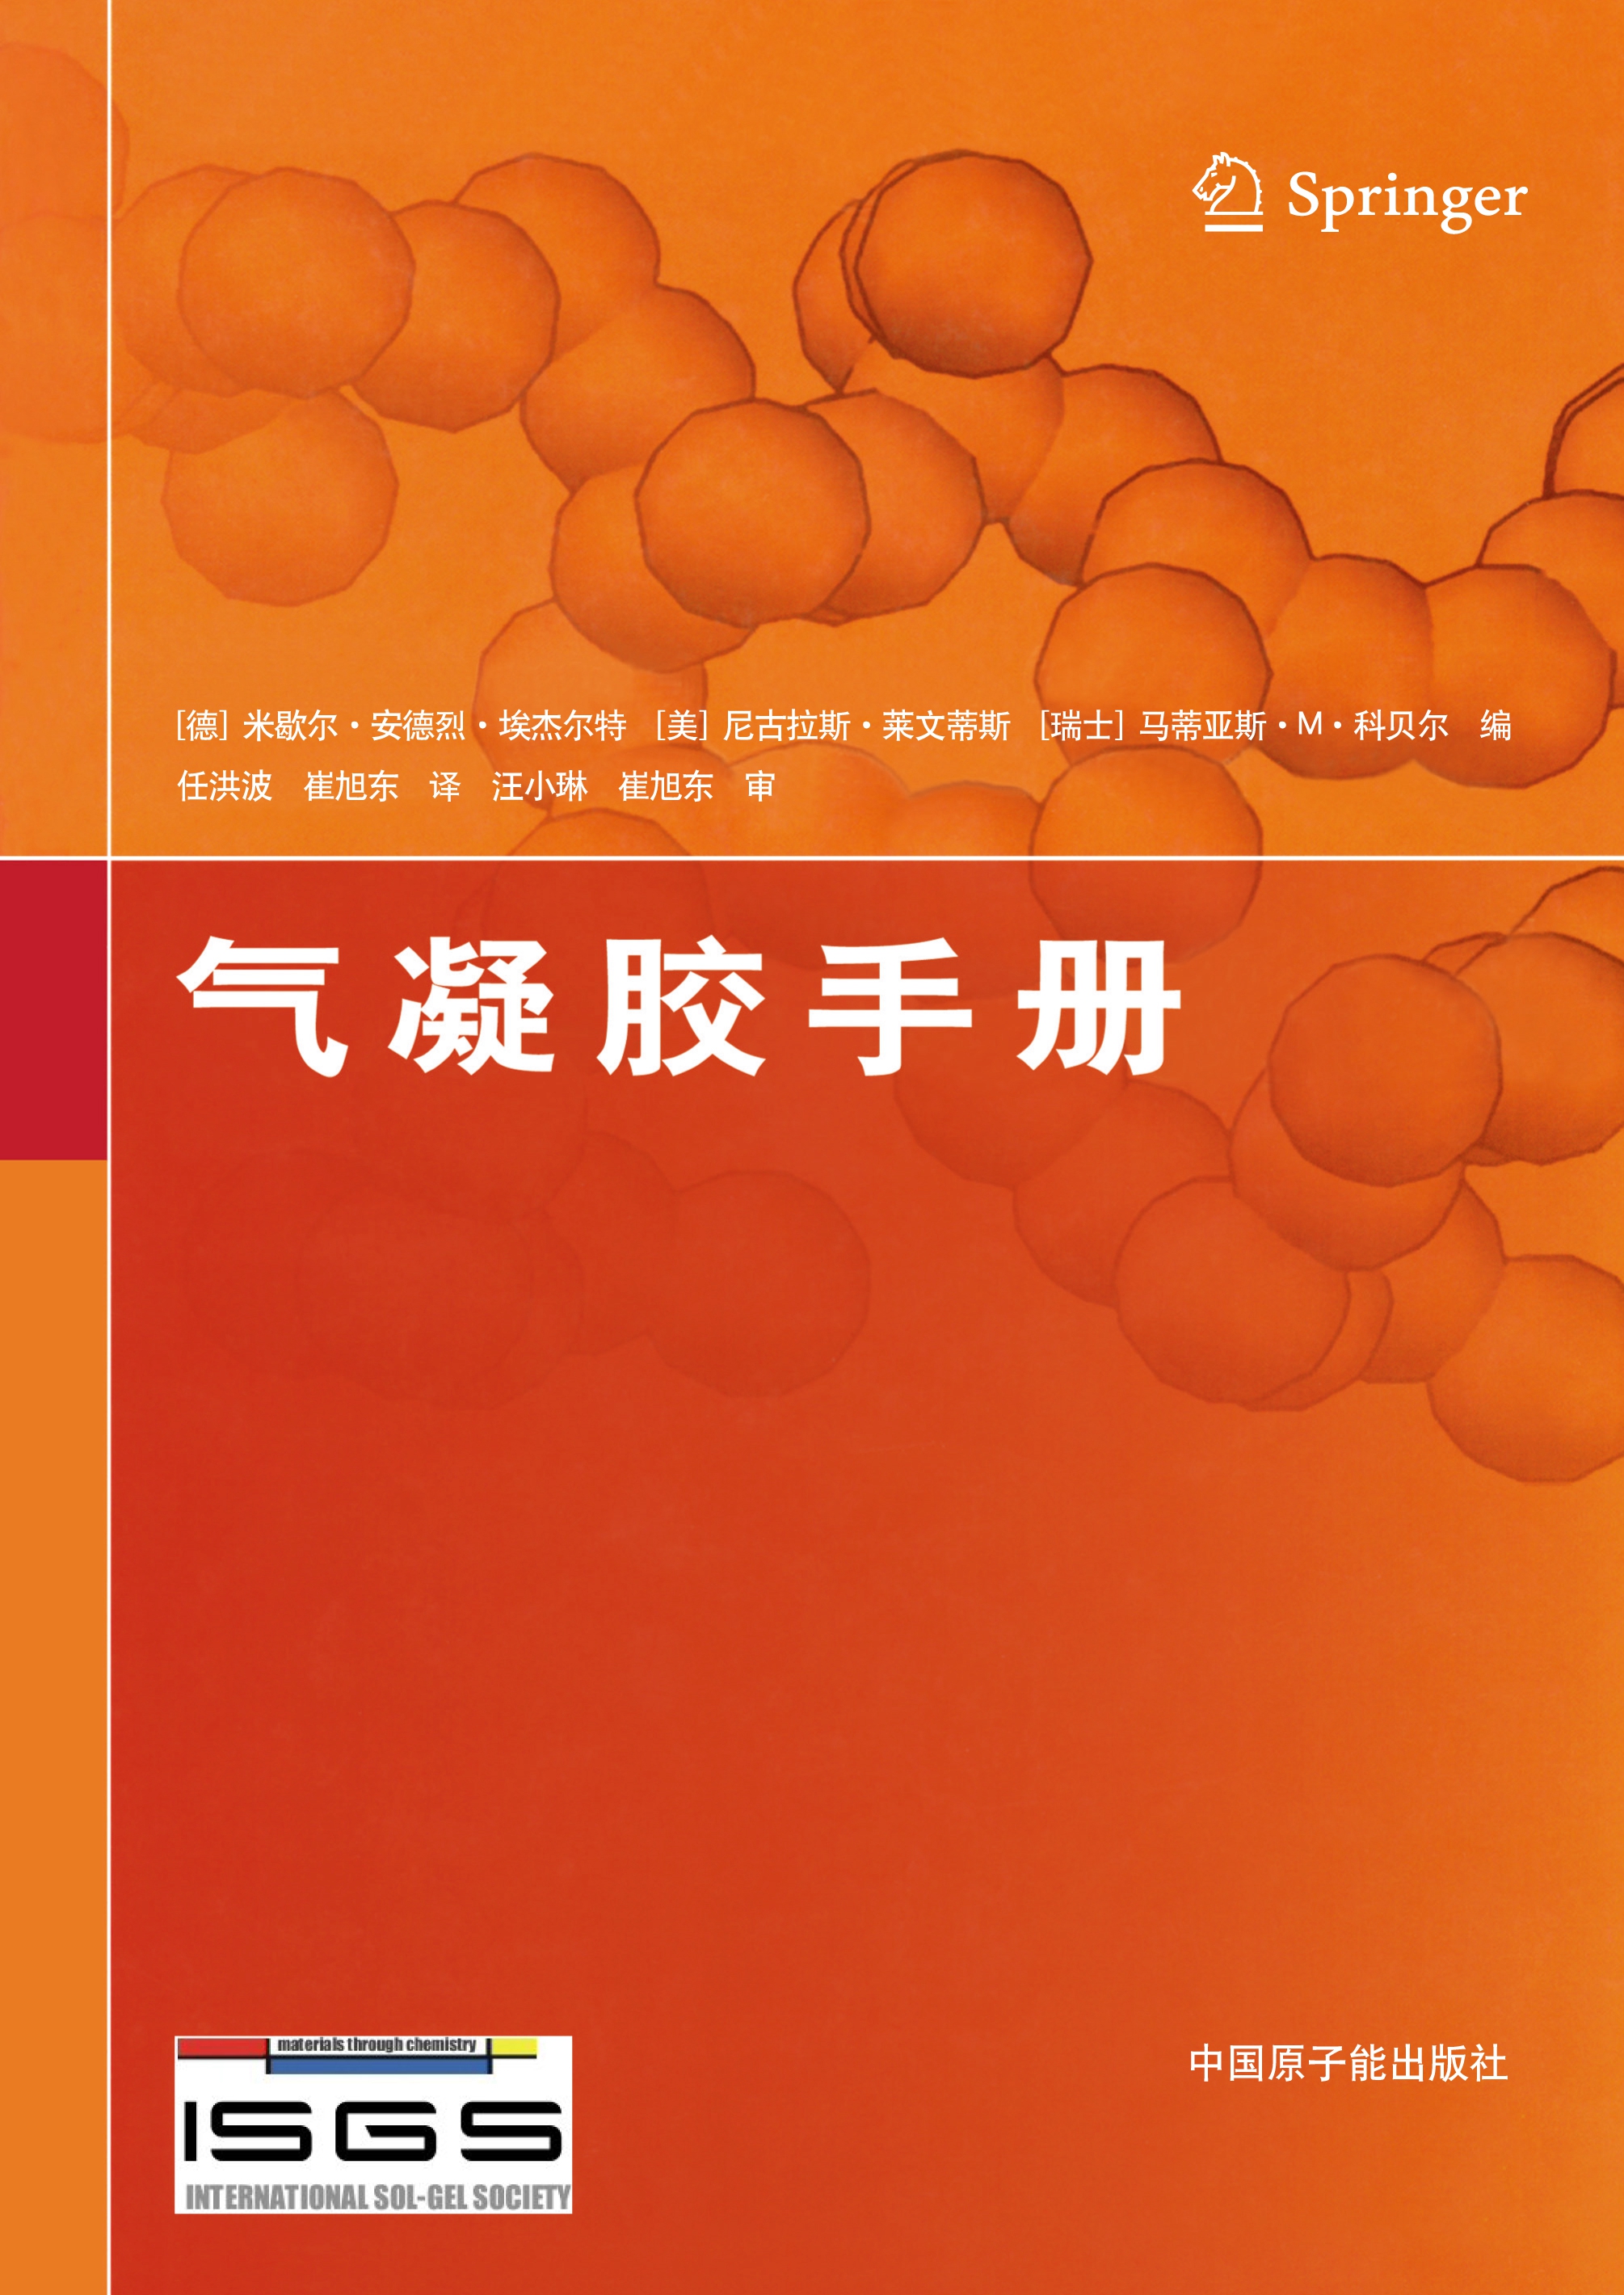 Springer
[德] 米歇尔·安德烈·埃杰尔特 [美] 尼古拉斯·莱文蒂斯 [瑞士] 马蒂亚斯·M·科贝尔 编
任洪波 崔旭东 译 汪小琳 崔旭东 审
气凝胶手册
materials through chemistry
ISGS
INTERNATIONAL SOL-GEL SOCIETY
中国原子能出版社